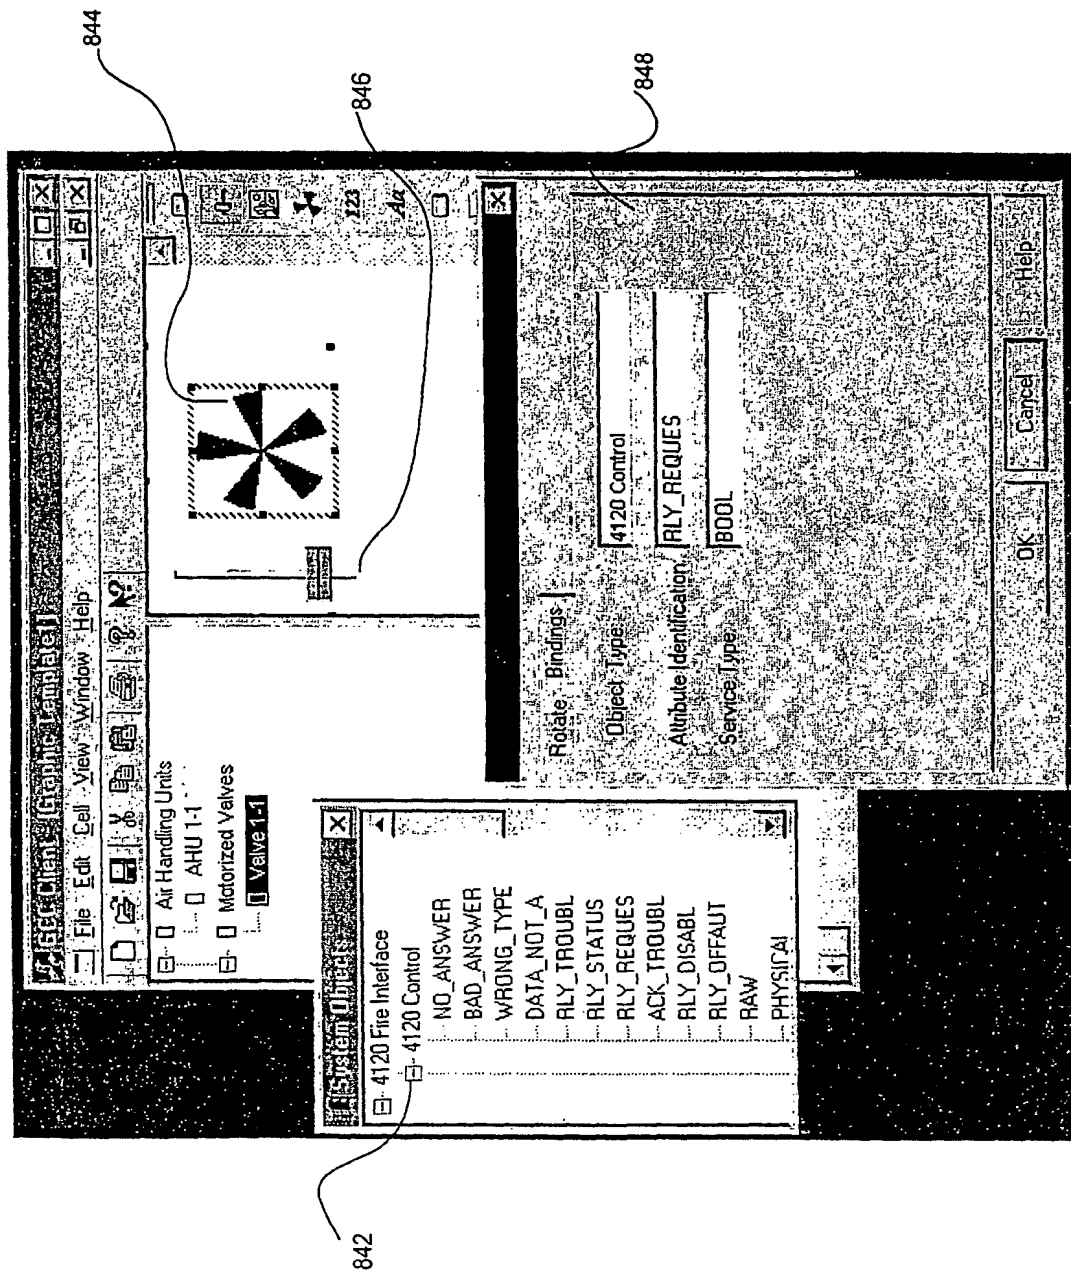 GCC Client - [Graphic Template]
File Edit Cell View Window Help
Air Handling Units
AHU 1-1
Motorized Valves
Valve 1-1
System Object
4120 Fire Interface
4120 Control
NO_ANSWER
BAD_ANSWER
WRONG_TYPE
DATA_NOT_A
RLY_TROUBL
RLY_STATUS
RLY_REQUES
ACK_TROUBL
RLY_DISABL
RLY_OFFAUT
RAW
PHYSICAL
123
Aa
Rotate Bindings
Object Type
4120 Control
Attribute Identification
RLY_REQUES
Service Type
BOOL
OK Cancel Help
842
844
846
848